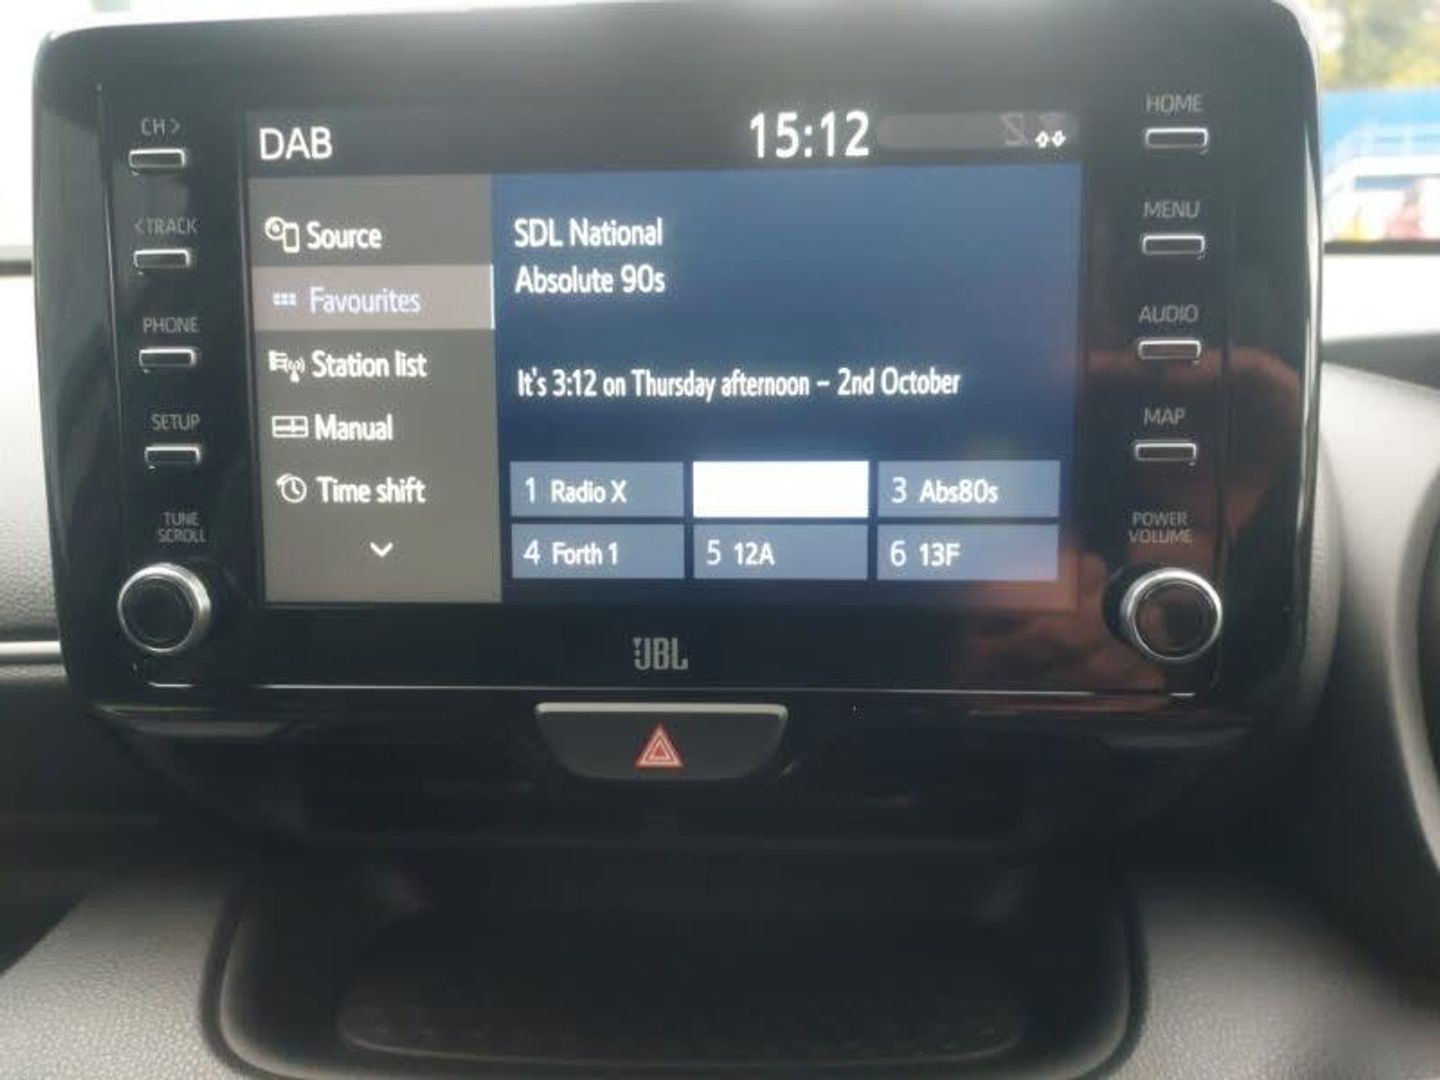 CH >
< TRACK
PHONE
SETUP
TUNE
SCROLL
DAB
15:12
Source
Favourites
Station list
Manual
Time shift
SDL National
Absolute 90s
It's 3:12 on Thursday afternoon – 2nd October
1 Radio X
3 Abs80s
4 Forth 1
5 12A
6 13F
HOME
MENU
AUDIO
MAP
POWER
VOLUME
JBL